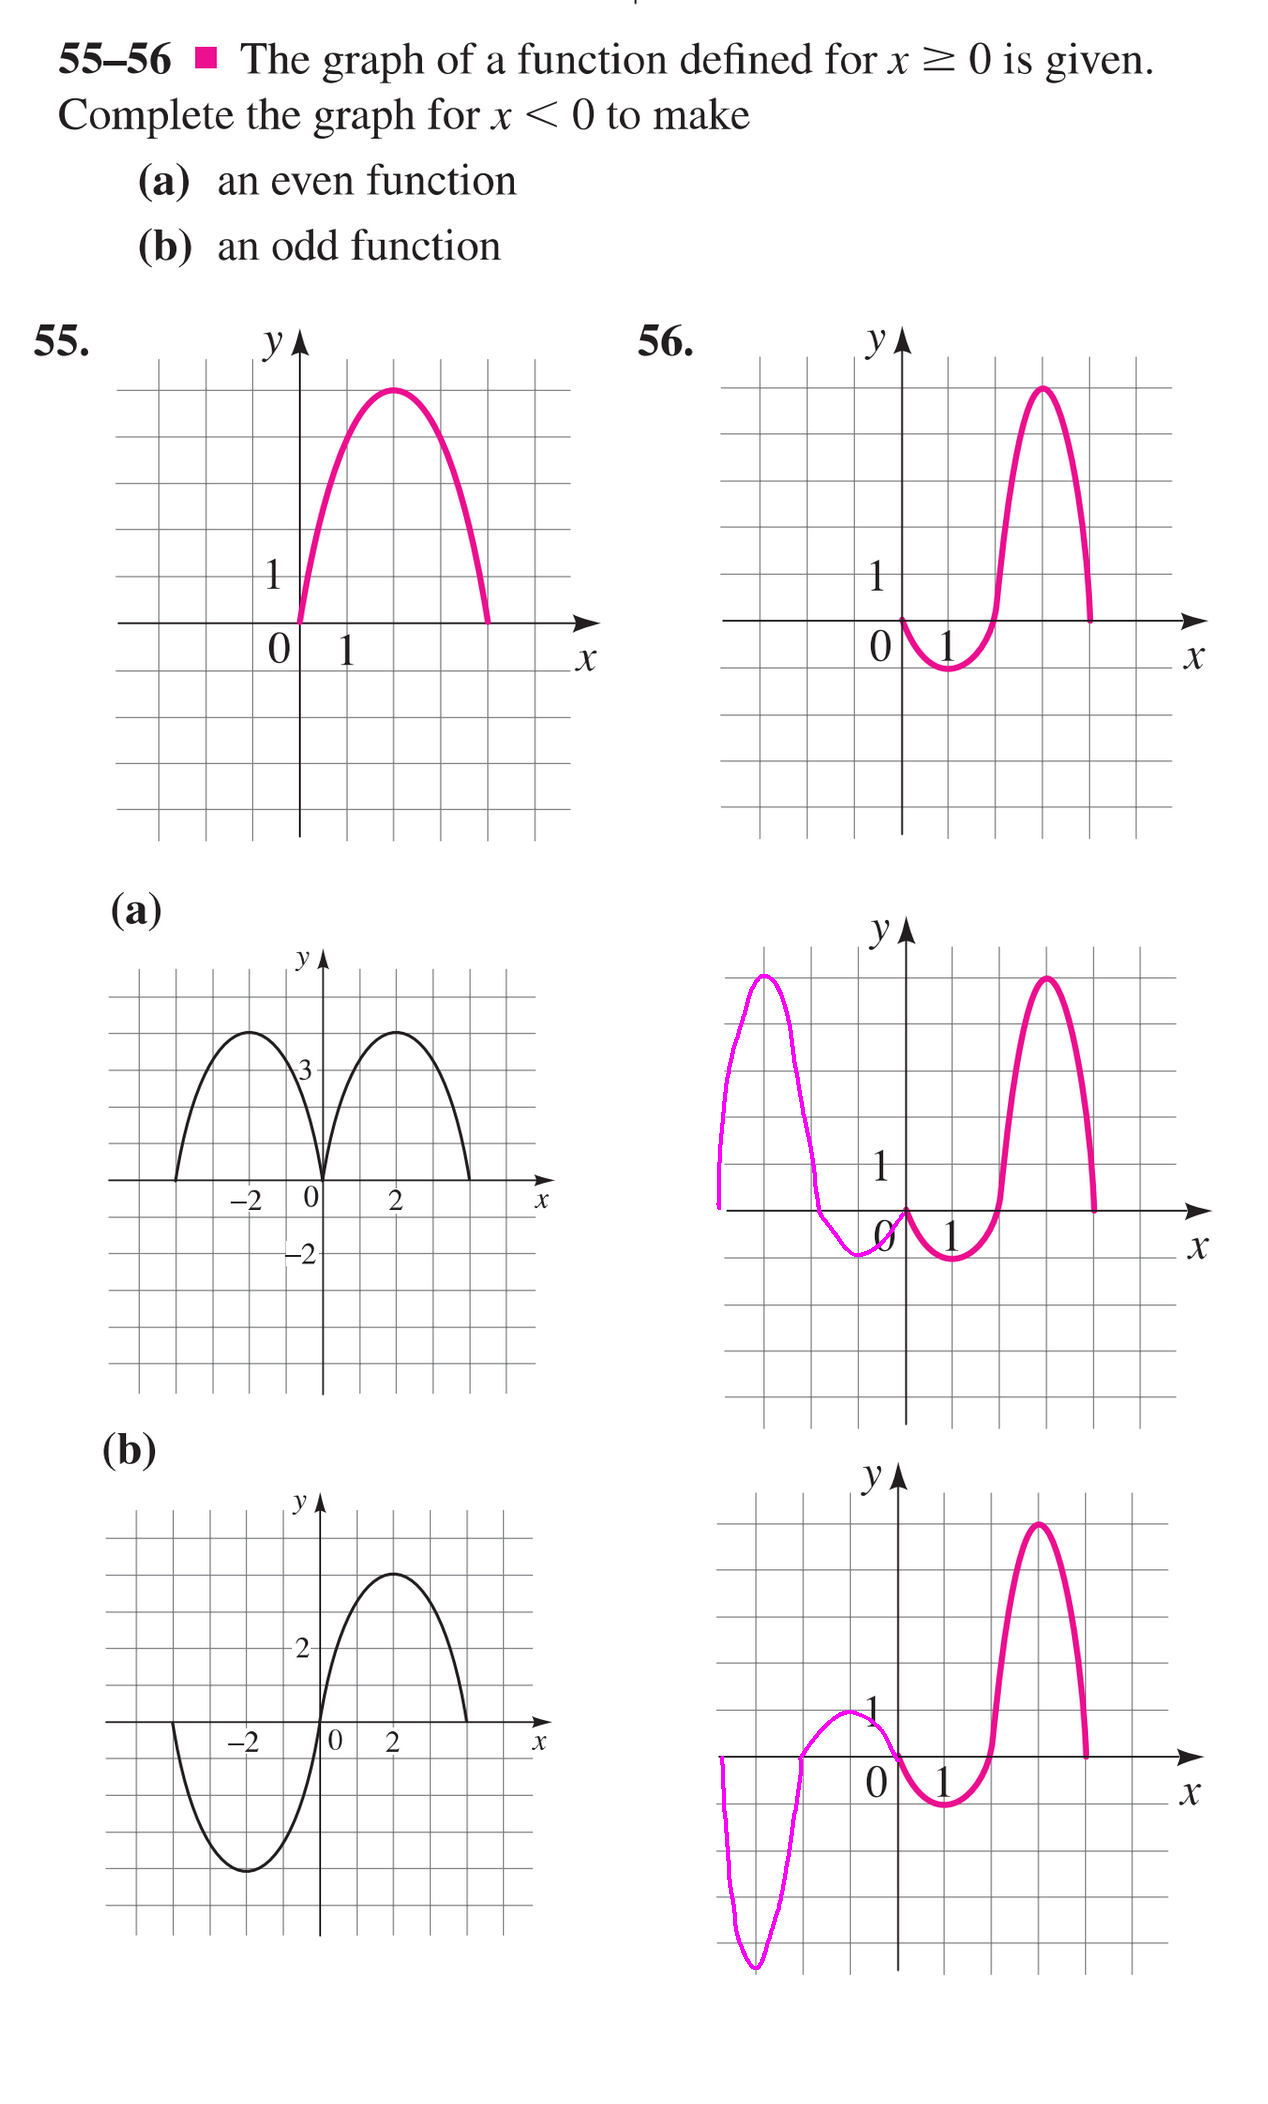 55–56 ■ The graph of a function defined for x ≥ 0 is given.
Complete the graph for x < 0 to make
(a) an even function
(b) an odd function
55.
y
1
0
1
x
56.
y
1
0
1
x
(a)
y
3
−2
0
2
x
−2
y
1
0
1
x
(b)
y
2
−2
0
2
x
y
1
0
1
x